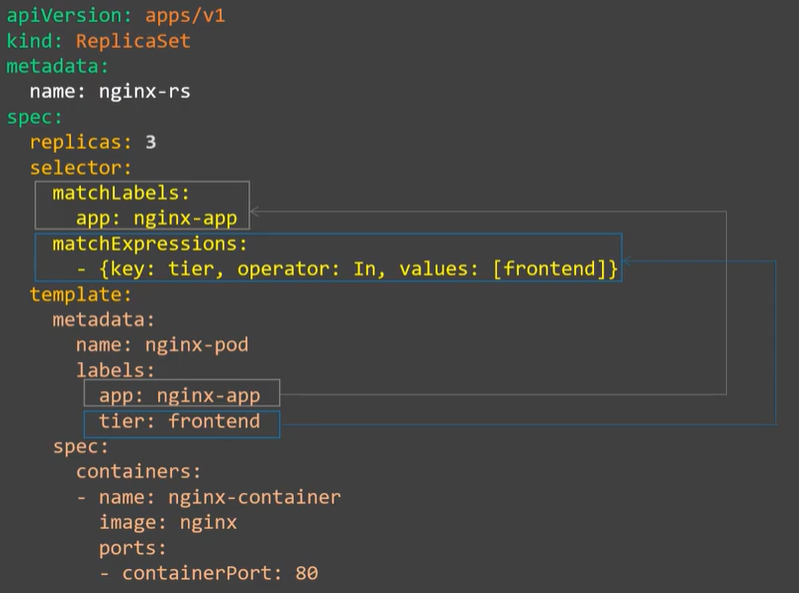 apiVersion: apps/v1
kind: ReplicaSet
metadata:
  name: nginx-rs
spec:
  replicas: 3
  selector:
    matchLabels:
      app: nginx-app
    matchExpressions:
      - {key: tier, operator: In, values: [frontend]}
  template:
    metadata:
      name: nginx-pod
      labels:
        app: nginx-app
        tier: frontend
    spec:
      containers:
      - name: nginx-container
        image: nginx
        ports:
        - containerPort: 80